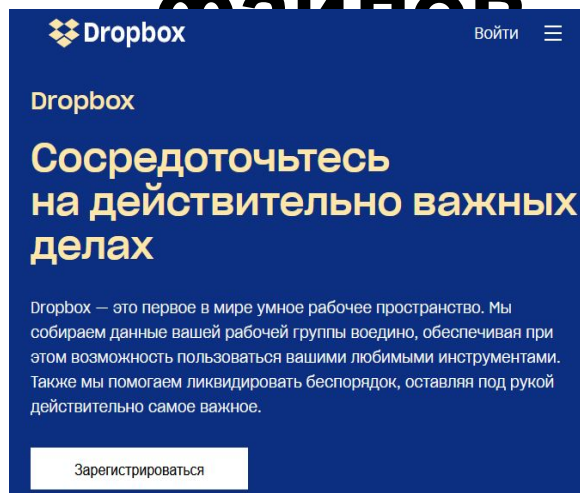 файлов
Dropbox
Войти
Dropbox
Сосредоточьтесь
на действительно важных
делах
Dropbox — это первое в мире умное рабочее пространство. Мы
собираем данные вашей рабочей группы воедино, обеспечивая при
этом возможность пользоваться вашими любимыми инструментами.
Также мы помогаем ликвидировать беспорядок, оставляя под рукой
действительно самое важное.
Зарегистрироваться